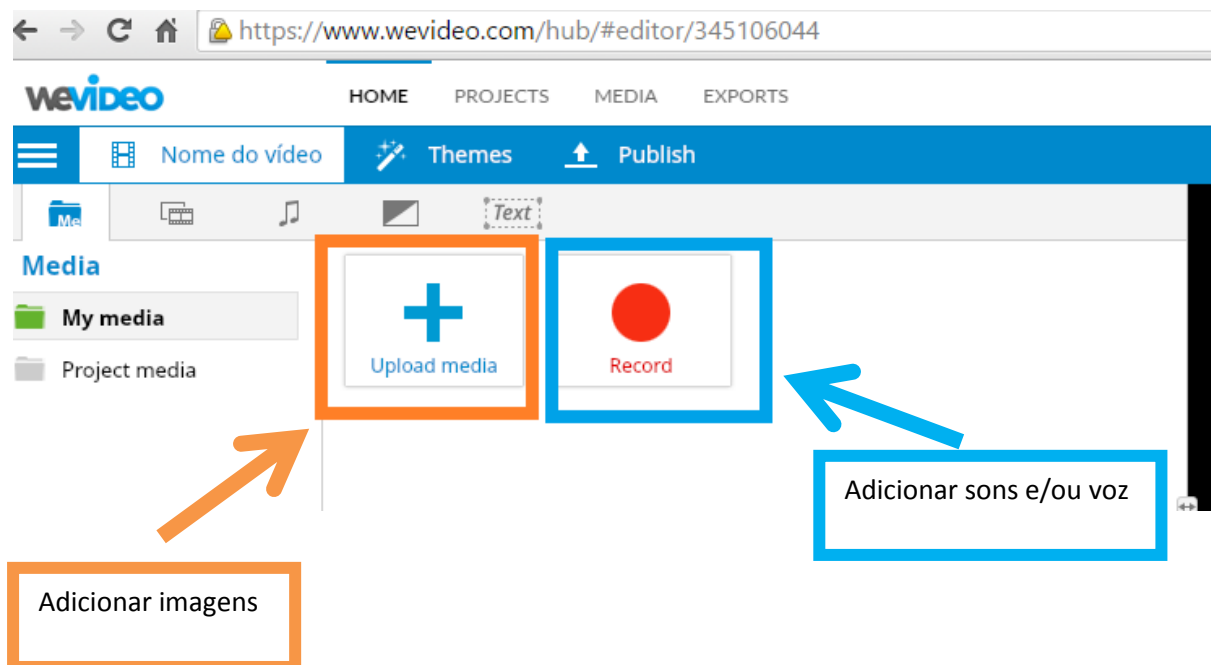 https://www.wevideo.com/hub/#editor/345106044
WeVIDEO HOME PROJECTS MEDIA EXPORTS
Nome do vídeo Themes Publish
Me Text
Media
My media
Project media
Upload media Record
Adicionar sons e/ou voz
Adicionar imagens